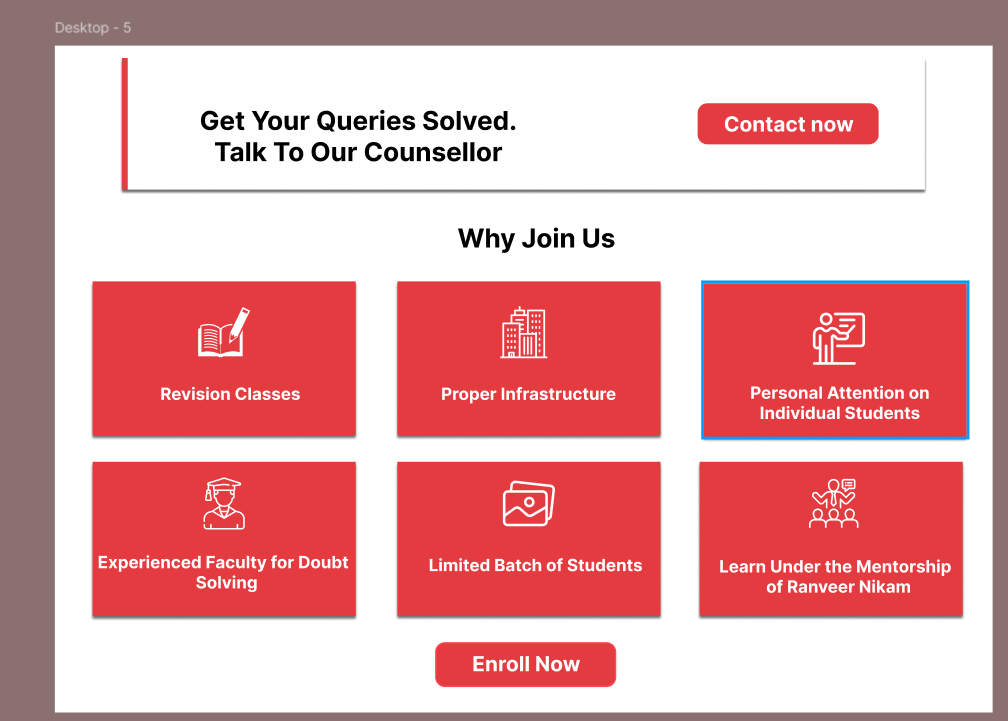 Desktop - 5
Get Your Queries Solved.
Talk To Our Counsellor
Contact now
Why Join Us
Revision Classes
Proper Infrastructure
Personal Attention on
Individual Students
Experienced Faculty for Doubt
Solving
Limited Batch of Students
Learn Under the Mentorship
of Ranveer Nikam
Enroll Now